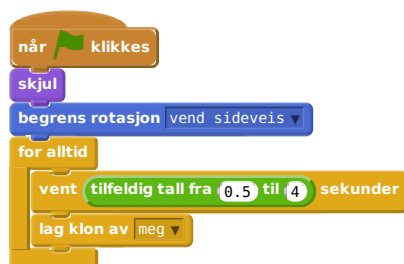 når klikkes
skjul
begrens rotasjon vend sideveis
for alltid
vent tilfeldig tall fra 0.5 til 4 sekunder
lag klon av meg